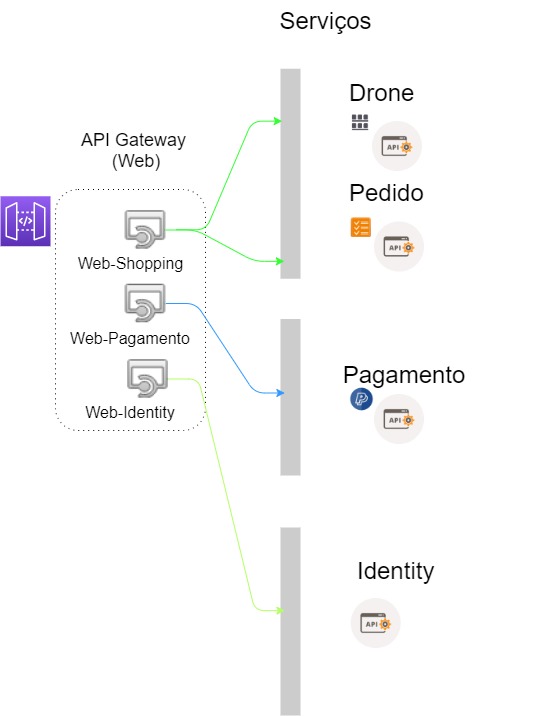 Serviços
Drone
API
API Gateway
(Web)
Pedido
API
</>
Web-Shopping
Web-Pagamento
Pagamento
API
Web-Identity
Identity
API